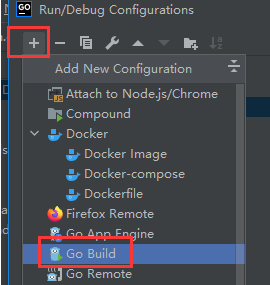 GO Run/Debug Configurations
Add New Configuration
Attach to Node.js/Chrome
Compound
Docker
Docker Image
Docker-compose
Dockerfile
Firefox Remote
Go App Engine
Go Build
Go Remote